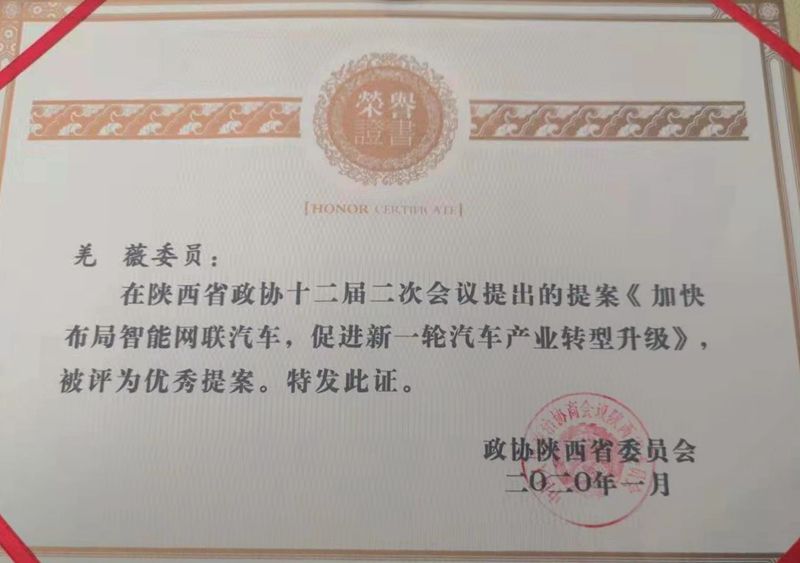 榮譽
證書
[HONOR CERTIFICATE]
羌 薇委员：
在陕西省政协十二届二次会议提出的提案《加快
布局智能网联汽车，促进新一轮汽车产业转型升级》，
被评为优秀提案。特发此证。
政协陕西省委员会
二〇二〇年一月